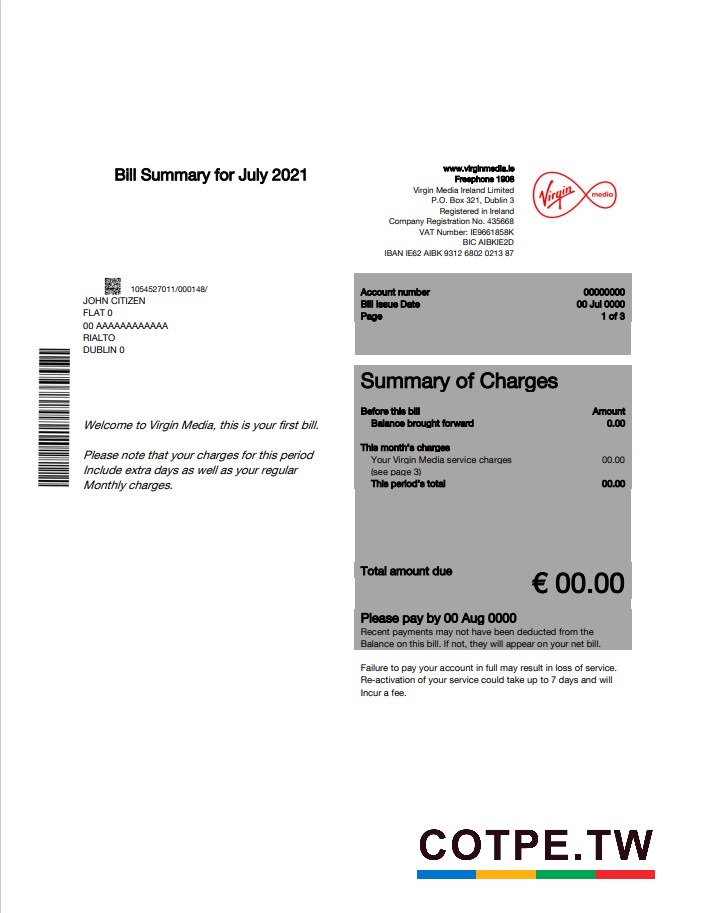 Bill Summary for July 2021
www.virginmedia.ie
Freephone 1908
Virgin Media Ireland Limited
P.O. Box 321, Dublin 3
Registered in Ireland
Company Registration No. 435668
VAT Number: IE9661858K
BIC AIBKIE2D
IBAN IE62 AIBK 9312 6802 0213 87
Virgin media
1054527011/000148/
JOHN CITIZEN
FLAT 0
00 AAAAAAAAAAAA
RIALTO
DUBLIN 0
Account number 00000000
Bill Issue Date 00 Jul 0000
Page 1 of 3
Welcome to Virgin Media, this is your first bill.
Please note that your charges for this period
Include extra days as well as your regular
Monthly charges.
Summary of Charges
Before this bill Amount
Balance brought forward 0.00
This month's charges
Your Virgin Media service charges 00.00
(see page 3)
This period's total 00.00
Total amount due € 00.00
Please pay by 00 Aug 0000
Recent payments may not have been deducted from the
Balance on this bill. If not, they will appear on your net bill.
Failure to pay your account in full may result in loss of service.
Re-activation of your service could take up to 7 days and will
Incur a fee.
COTPE.TW